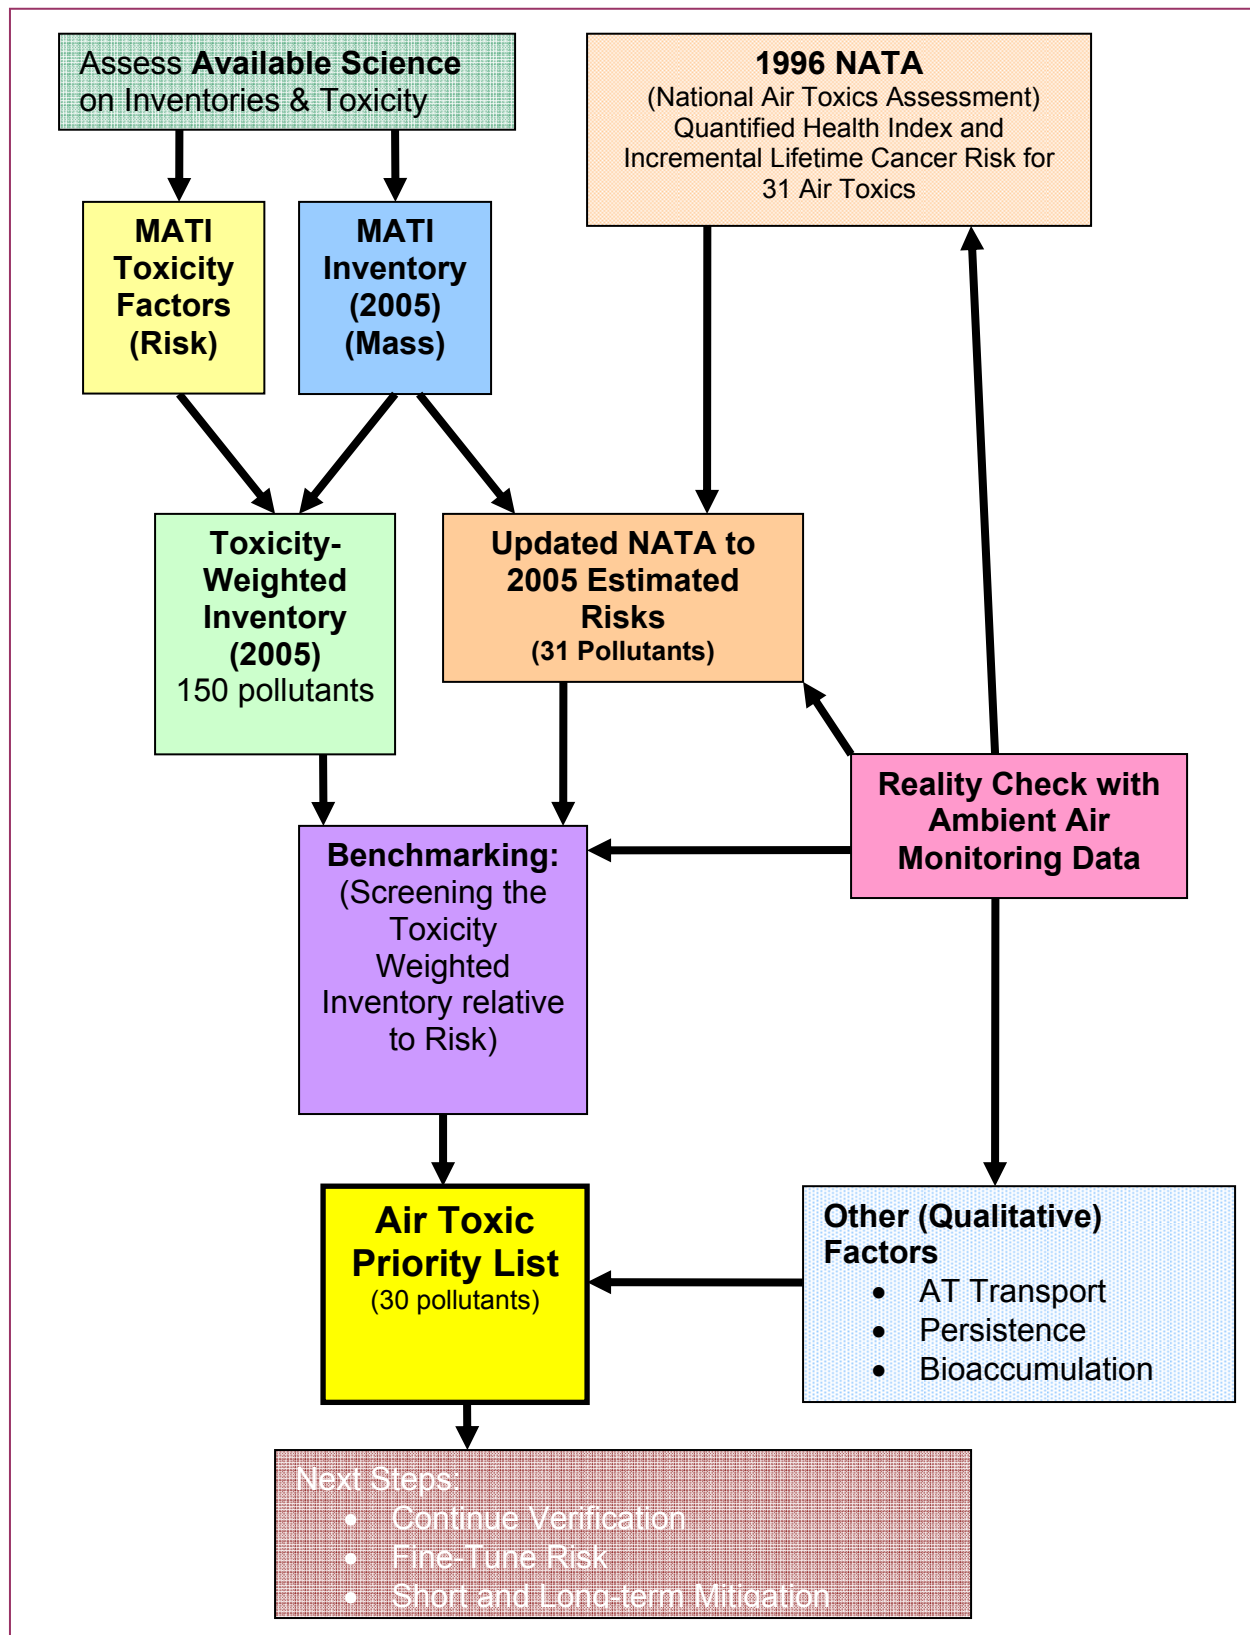 Assess Available Science
on Inventories & Toxicity
1996 NATA
(National Air Toxics Assessment)
Quantified Health Index and
Incremental Lifetime Cancer Risk for
31 Air Toxics
MATI
Toxicity
Factors
(Risk)
MATI
Inventory
(2005)
(Mass)
Toxicity-
Weighted
Inventory
(2005)
150 pollutants
Updated NATA to
2005 Estimated
Risks
(31 Pollutants)
Reality Check with
Ambient Air
Monitoring Data
Benchmarking:
(Screening the
Toxicity
Weighted
Inventory relative
to Risk)
Air Toxic
Priority List
(30 pollutants)
Other (Qualitative)
Factors
• AT Transport
• Persistence
• Bioaccumulation
Next Steps:
• Continue Verification
• Fine-Tune Risk
• Short and Long-term Mitigation